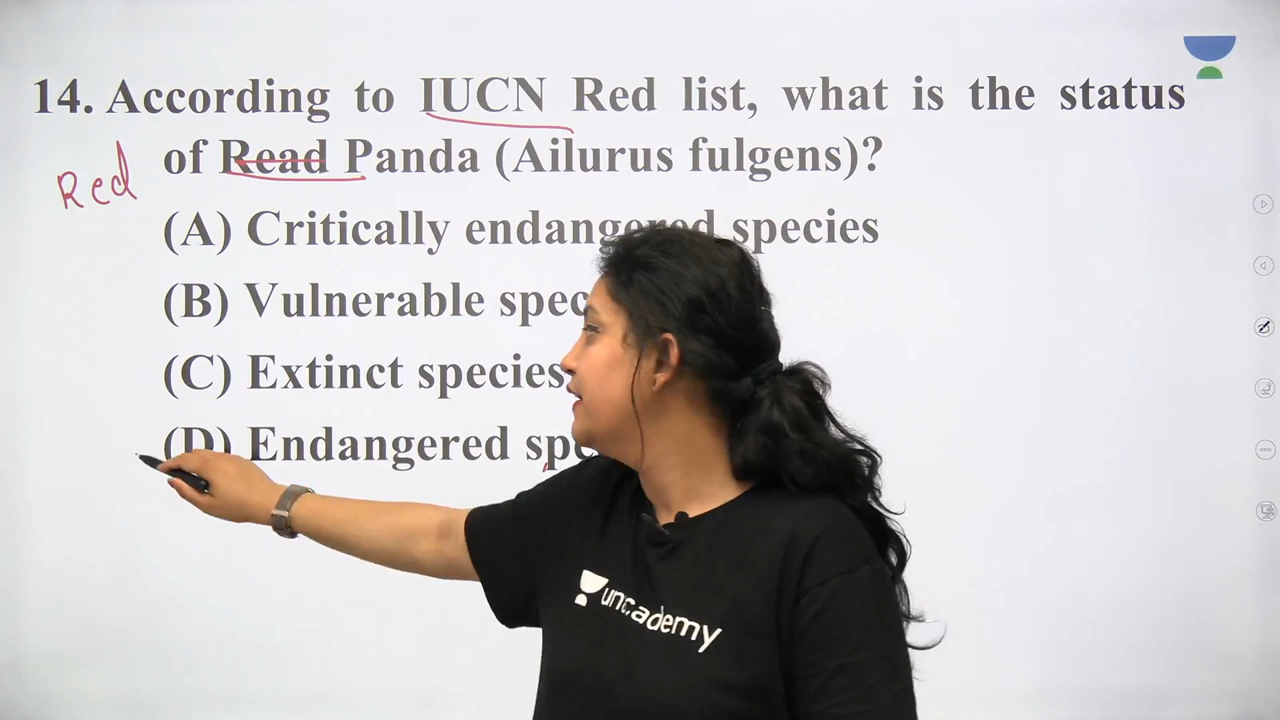 14. According to IUCN Red list, what is the status
of Read Panda (Ailurus fulgens)?
Red
(A) Critically endangered species
(B) Vulnerable spec
(C) Extinct species
(D) Endangered spe
unacademy